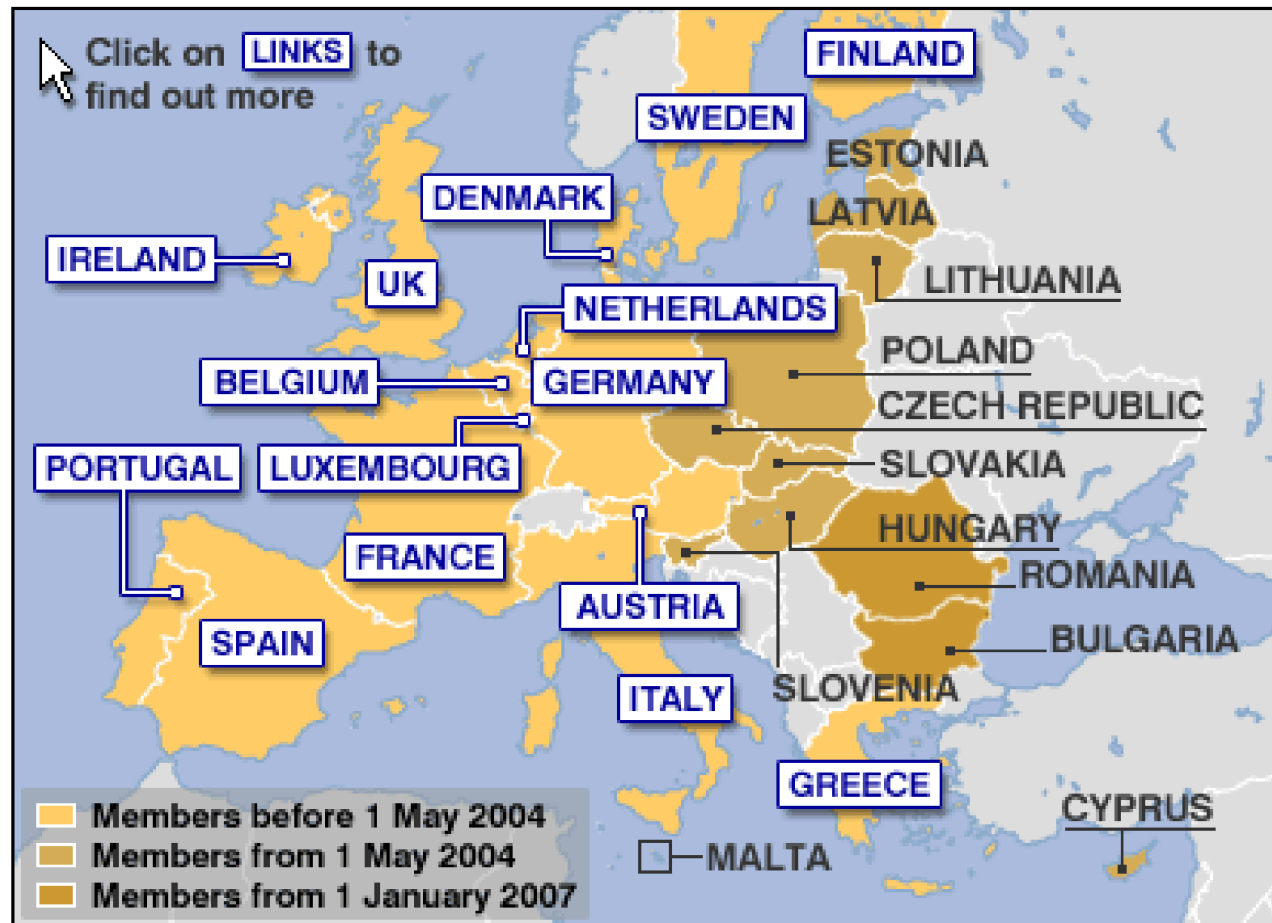 Click on LINKS to
find out more
FINLAND
SWEDEN
ESTONIA
DENMARK
LATVIA
IRELAND
UK
LITHUANIA
NETHERLANDS
POLAND
BELGIUM
GERMANY
CZECH REPUBLIC
PORTUGAL
LUXEMBOURG
SLOVAKIA
HUNGARY
FRANCE
ROMANIA
AUSTRIA
SPAIN
BULGARIA
SLOVENIA
ITALY
GREECE
CYPRUS
MALTA
Members before 1 May 2004
Members from 1 May 2004
Members from 1 January 2007